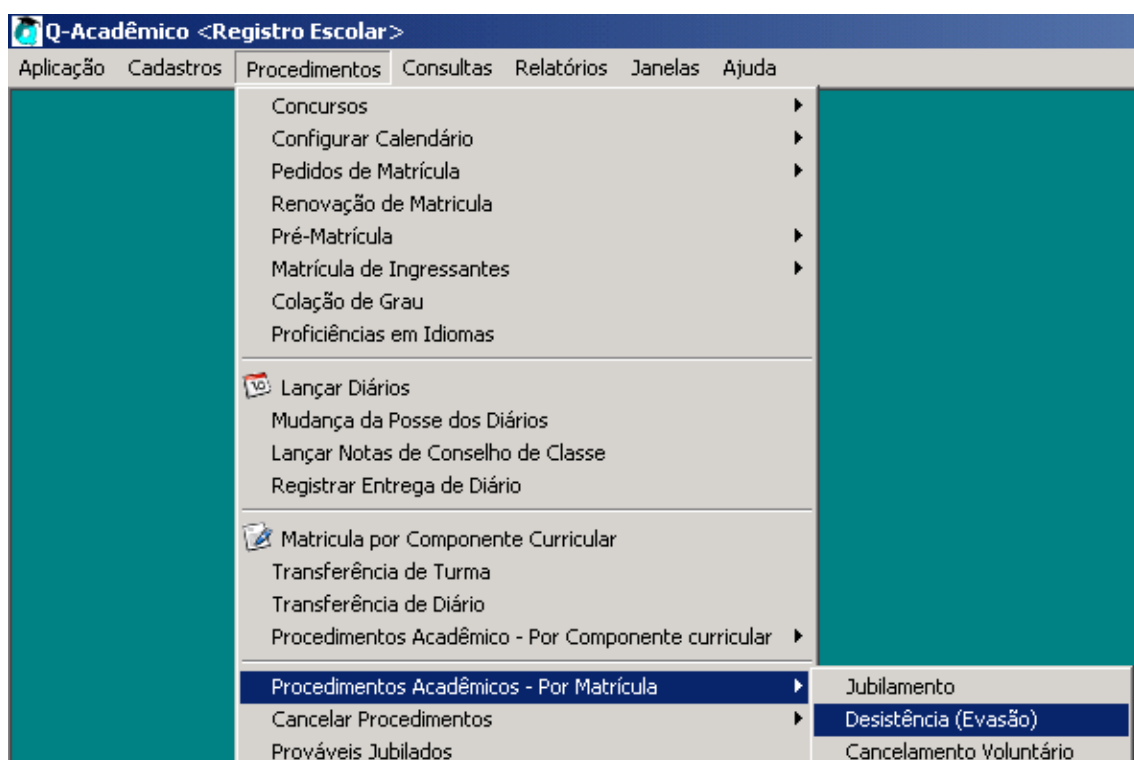 Q-Acadêmico <Registro Escolar>
Aplicação Cadastros Procedimentos Consultas Relatórios Janelas Ajuda
Concursos
Configurar Calendário
Pedidos de Matrícula
Renovação de Matricula
Pré-Matrícula
Matrícula de Ingressantes
Colação de Grau
Proficiências em Idiomas
Lançar Diários
Mudança da Posse dos Diários
Lançar Notas de Conselho de Classe
Registrar Entrega de Diário
Matricula por Componente Curricular
Transferência de Turma
Transferência de Diário
Procedimentos Acadêmico - Por Componente curricular
Procedimentos Acadêmicos - Por Matrícula
Cancelar Procedimentos
Prováveis Jubilados
Jubilamento
Desistência (Evasão)
Cancelamento Voluntário